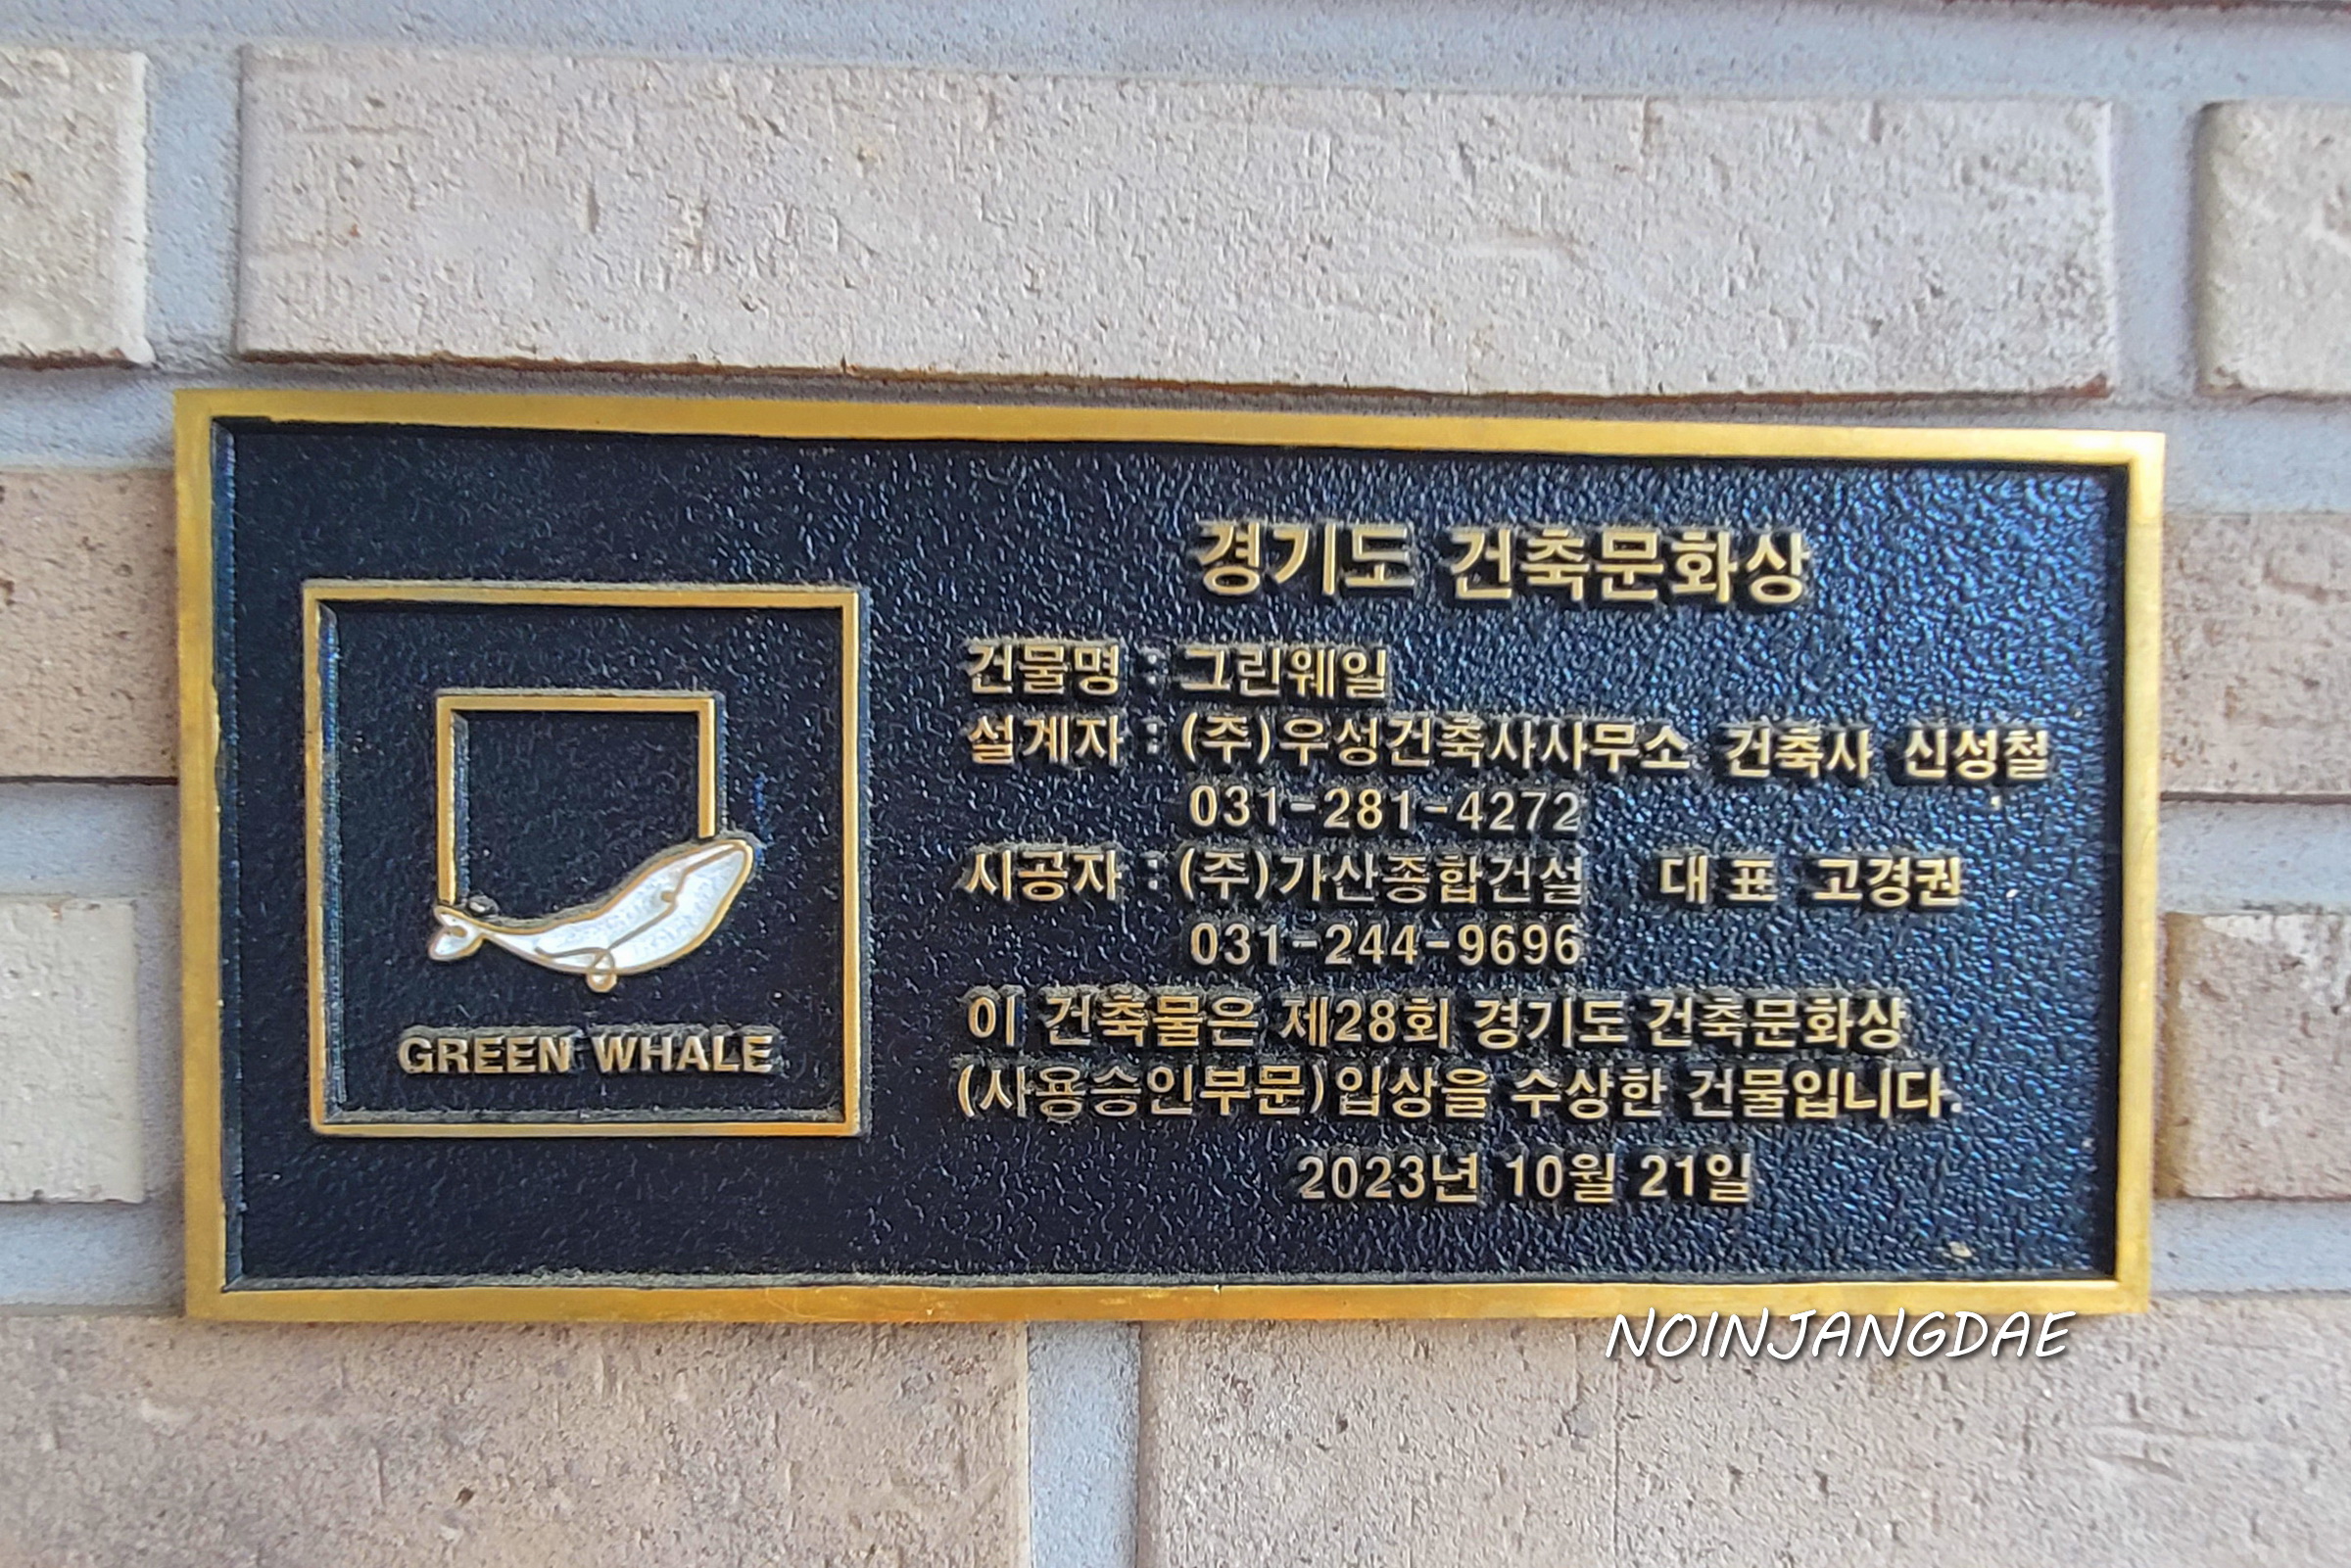 경기도 건축문화상
건물명 : 그린웨일
설계자 : (주)우성건축사사무소 건축사 신성철
031-281-4272
시공자 : (주)가산종합건설 대표 고경권
031-244-9696
이 건축물은 제28회 경기도 건축문화상
(사용승인부문)입상을 수상한 건물입니다.
2023년 10월 21일
GREEN WHALE
NOINJANGDAE